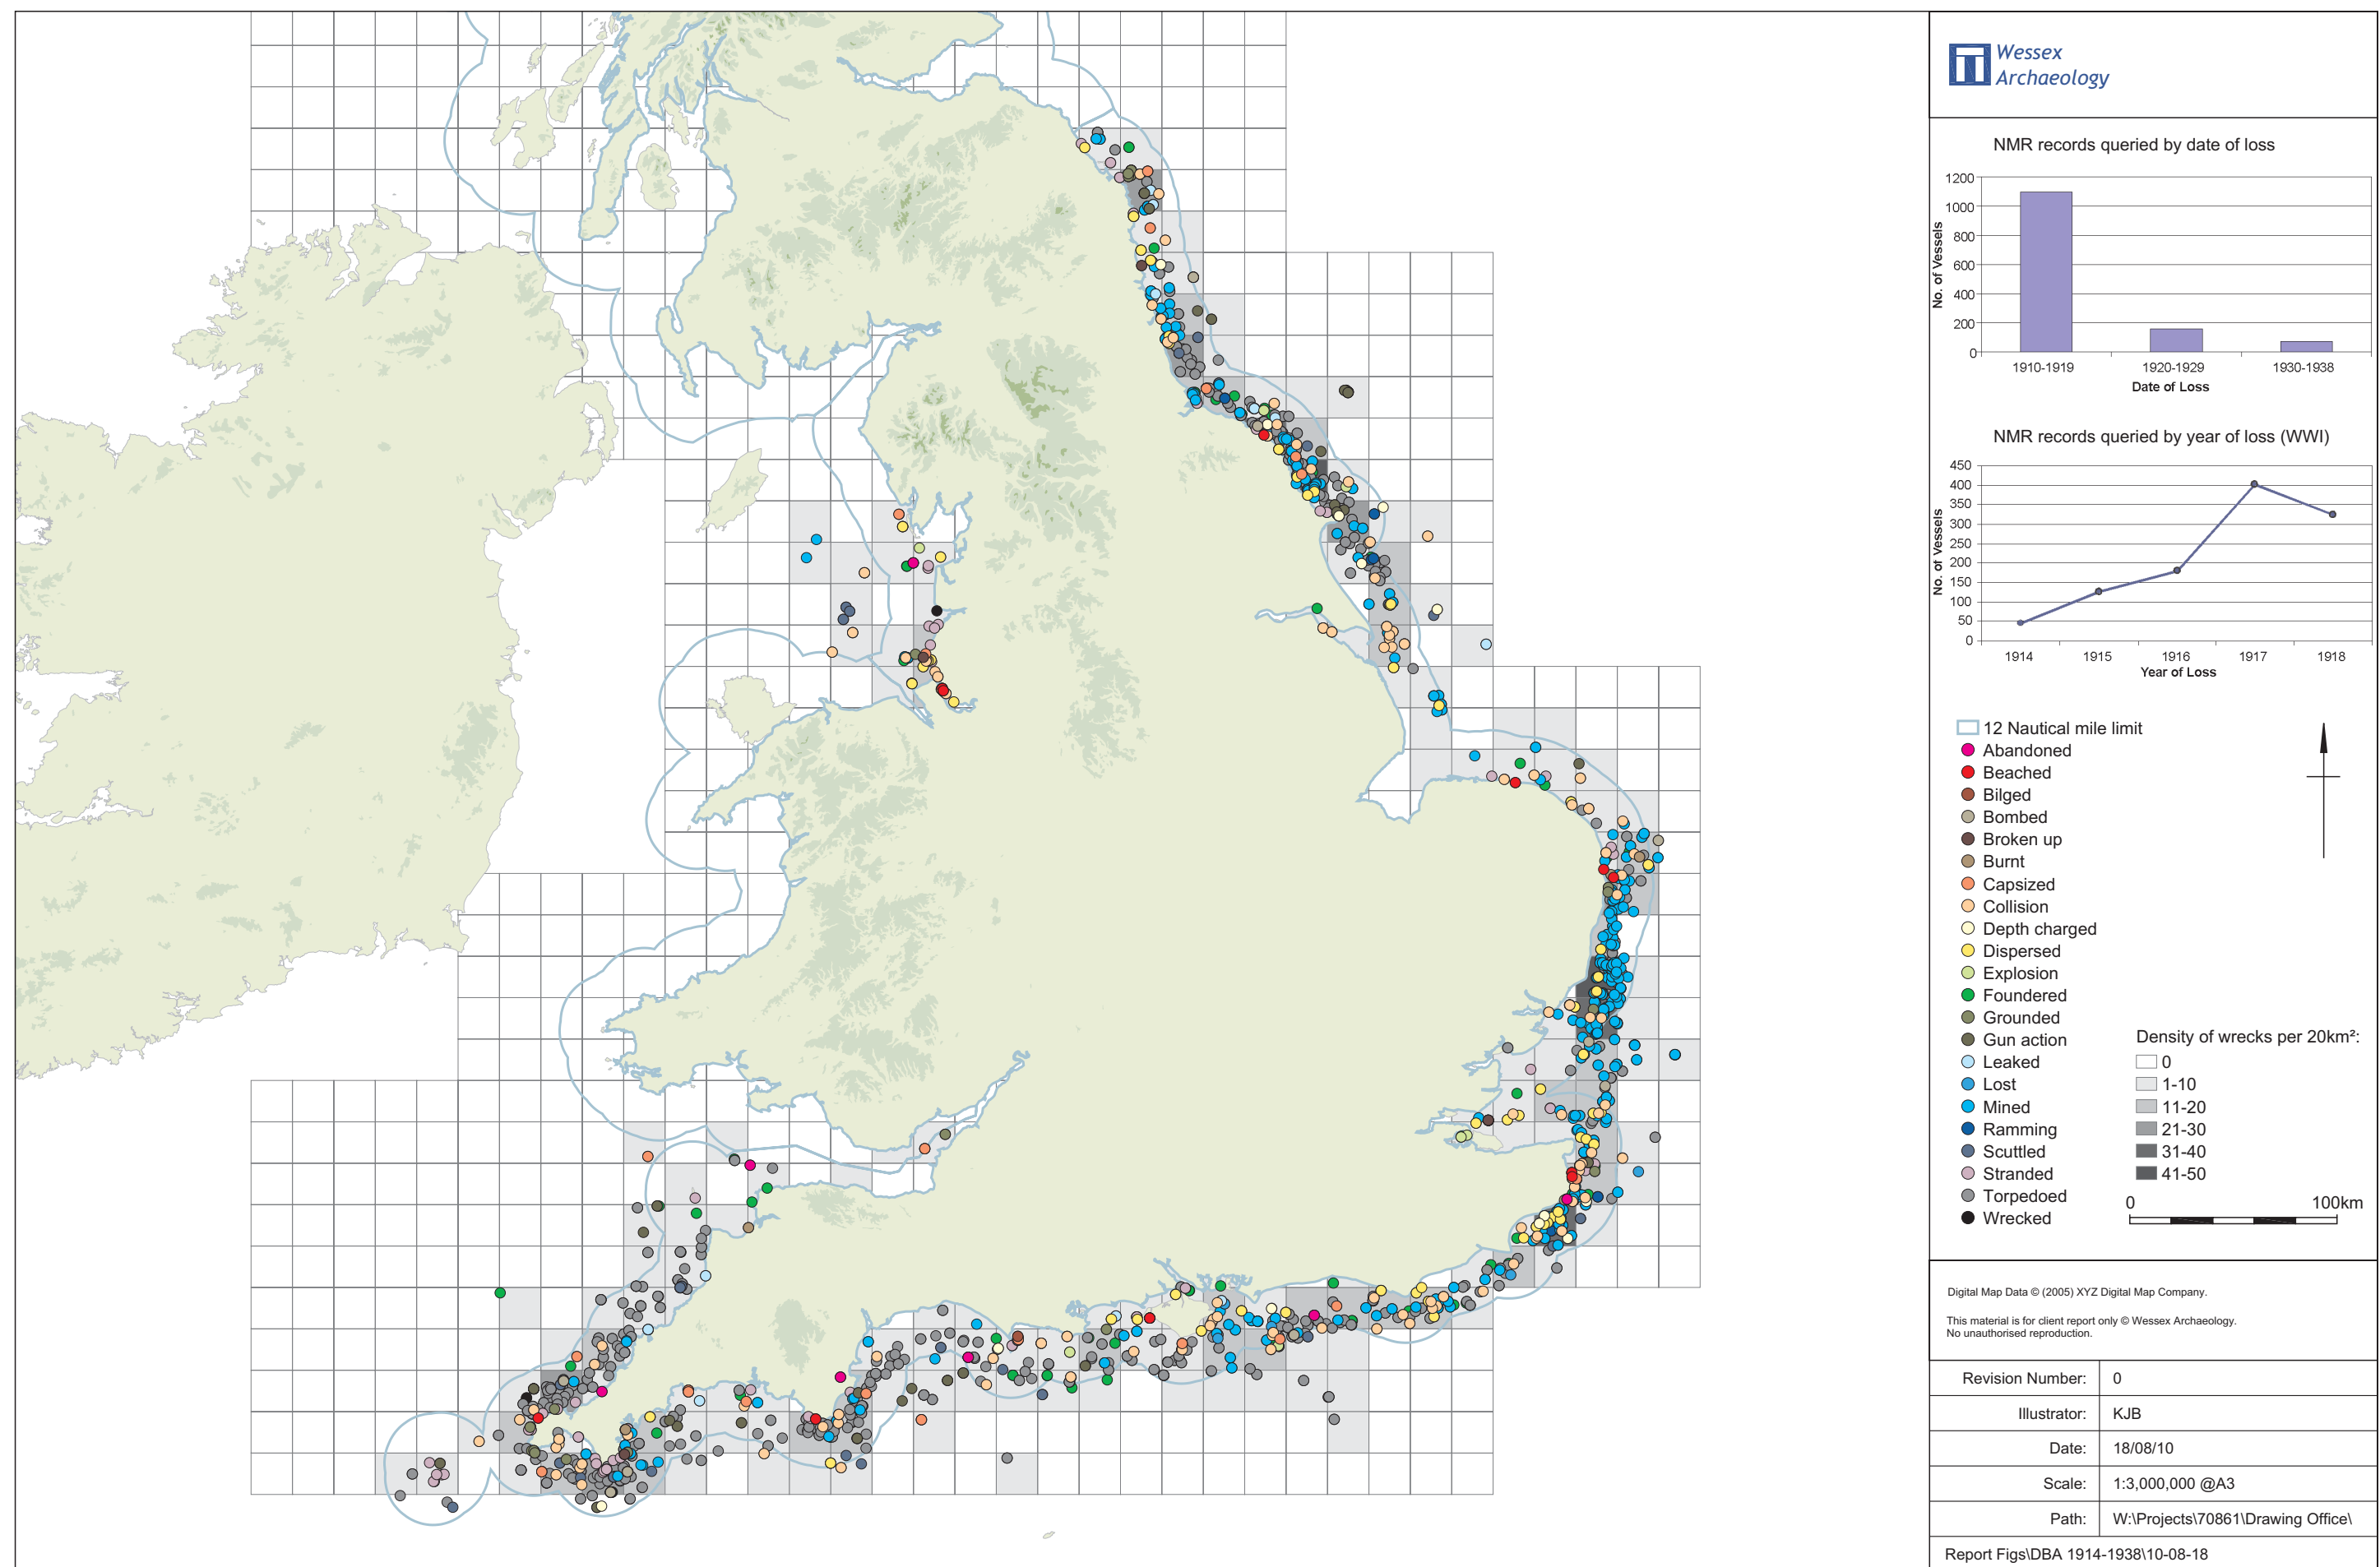 Wessex
Archaeology
NMR records queried by date of loss
No. of Vessels
1200
1000
800
600
400
200
0
1910-1919 1920-1929 1930-1938
Date of Loss
NMR records queried by year of loss (WWI)
No. of Vessels
450
400
350
300
250
200
150
100
50
0
1914 1915 1916 1917 1918
Year of Loss
12 Nautical mile limit
Abandoned
Beached
Bilged
Bombed
Broken up
Burnt
Capsized
Collision
Depth charged
Dispersed
Explosion
Foundered
Grounded
Gun action
Leaked
Lost
Mined
Ramming
Scuttled
Stranded
Torpedoed
Wrecked
Density of wrecks per 20km²:
0
1-10
11-20
21-30
31-40
41-50
0 100km
Digital Map Data © (2005) XYZ Digital Map Company.
This material is for client report only © Wessex Archaeology.
No unauthorised reproduction.
Revision Number: 0
Illustrator: KJB
Date: 18/08/10
Scale: 1:3,000,000 @A3
Path: W:\Projects\70861\Drawing Office\
Report Figs\DBA 1914-1938\10-08-18